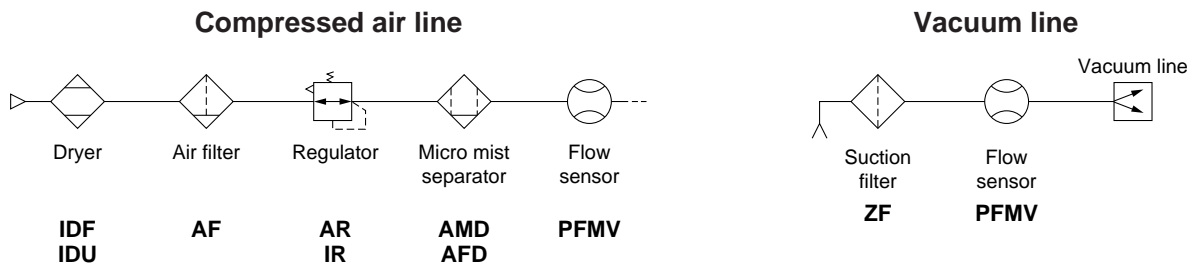 Compressed air line
Dryer
Air filter
Regulator
Micro mist
separator
Flow
sensor
IDF
IDU
AF
AR
IR
AMD
AFD
PFMV
Vacuum line
Vacuum line
Suction
filter
ZF
Flow
sensor
PFMV